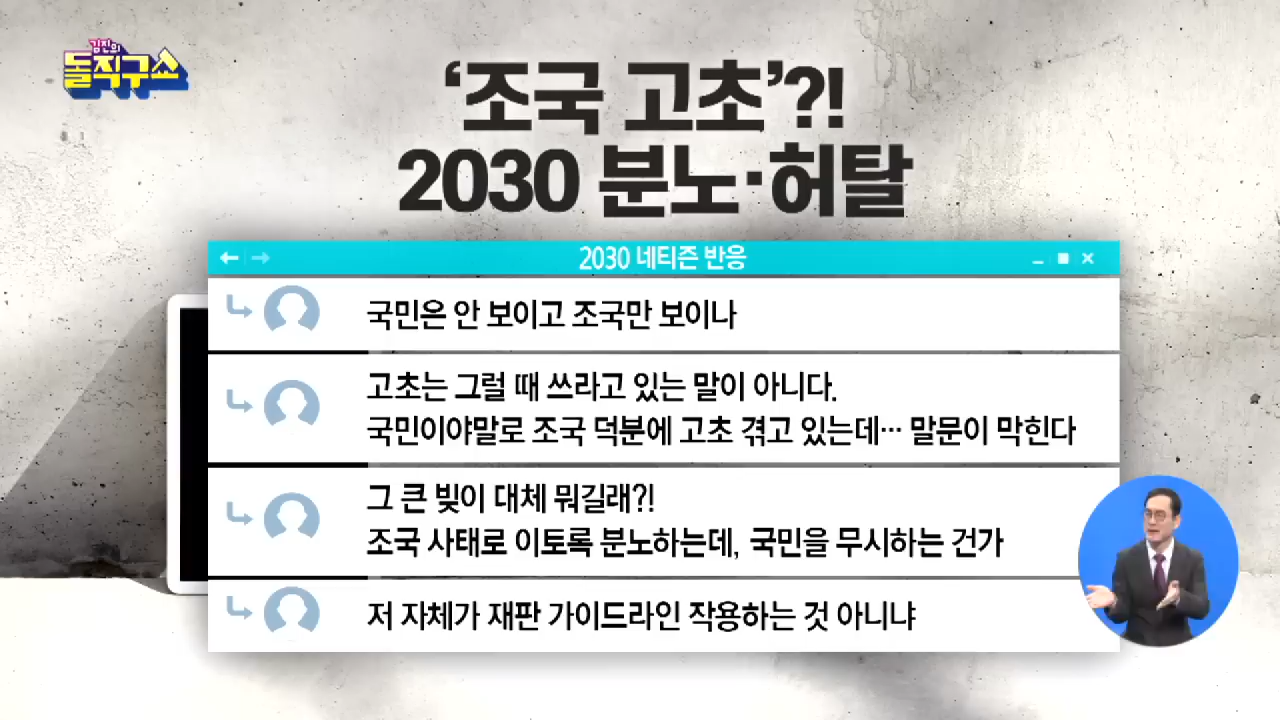 김진의
돌직구쇼
‘조국 고초’?!
2030 분노·허탈
2030 네티즌 반응
국민은 안 보이고 조국만 보이나
고초는 그럴 때 쓰라고 있는 말이 아니다.
국민이야말로 조국 덕분에 고초 겪고 있는데… 말문이 막힌다
그 큰 빚이 대체 뭐길래?!
조국 사태로 이토록 분노하는데, 국민을 무시하는 건가
저 자체가 재판 가이드라인 작용하는 것 아니냐